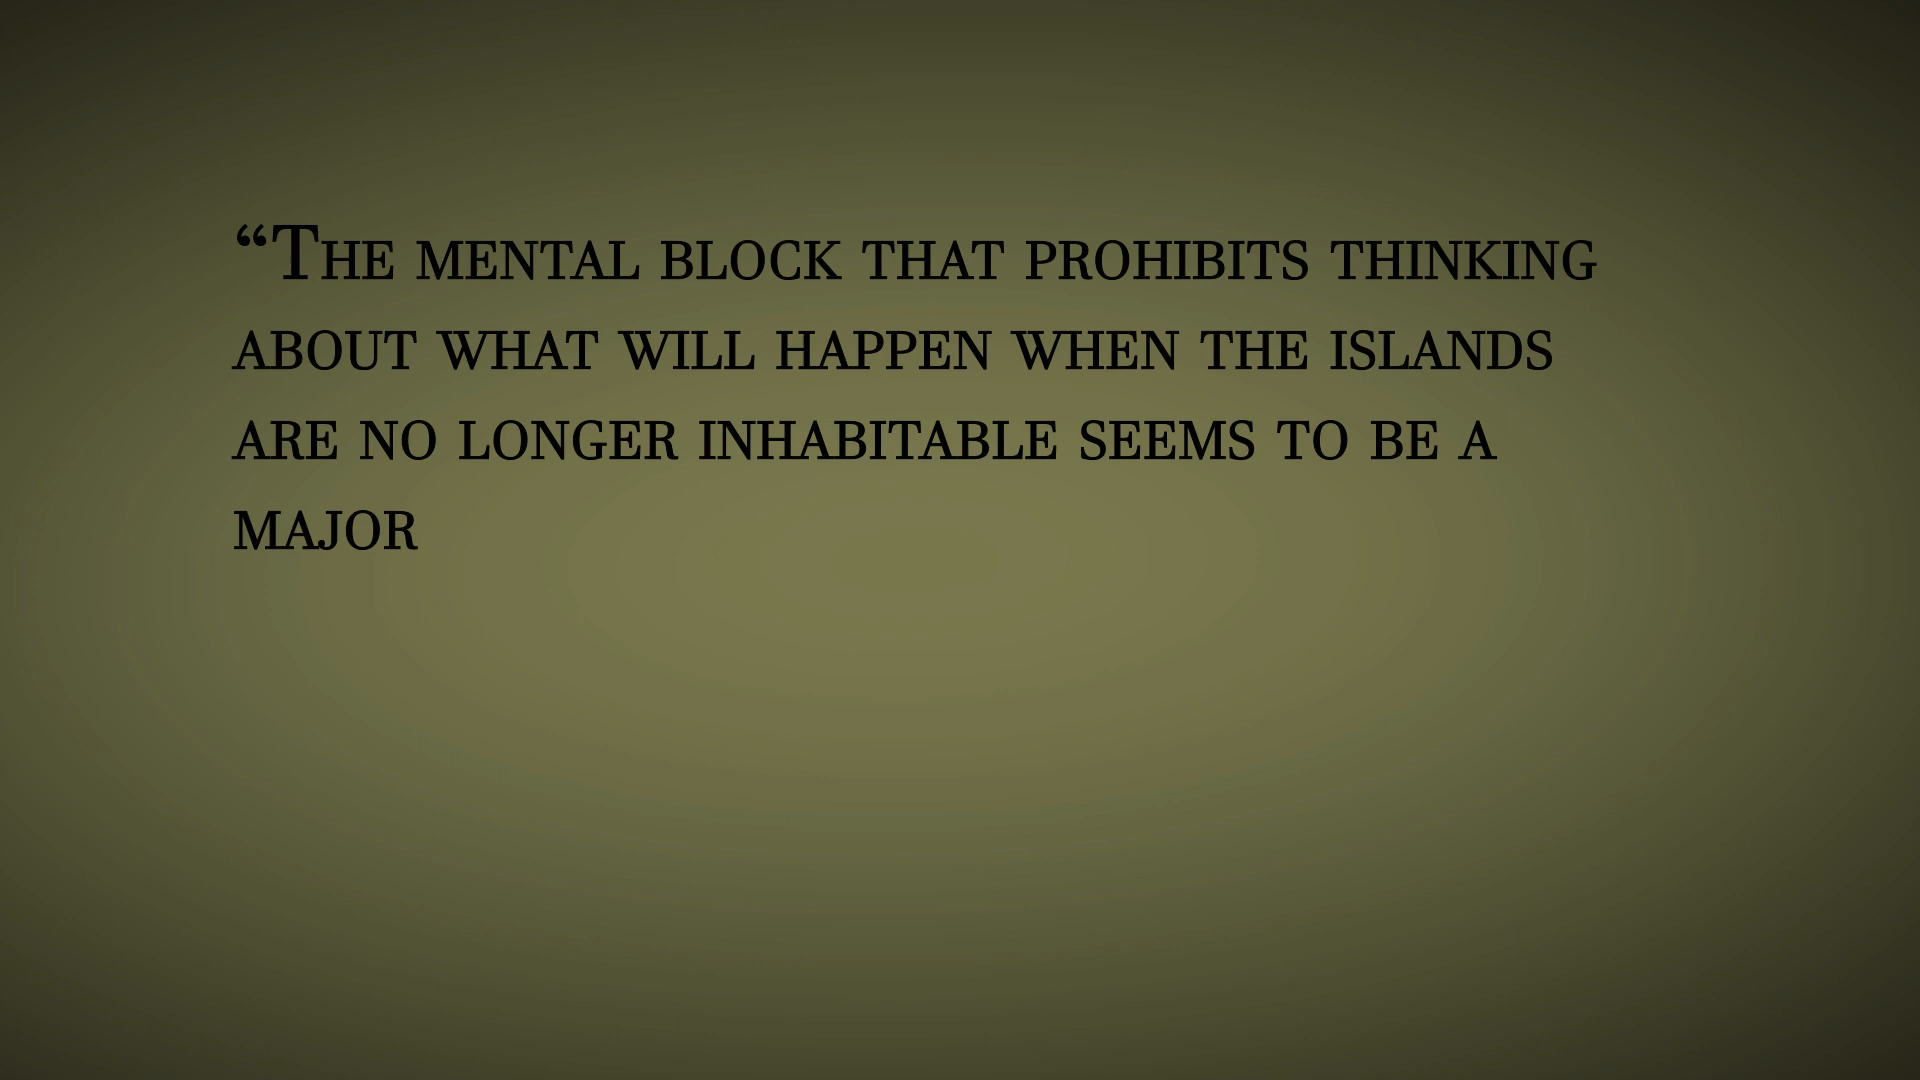 “The mental block that prohibits thinking
about what will happen when the islands
are no longer inhabitable seems to be a
major